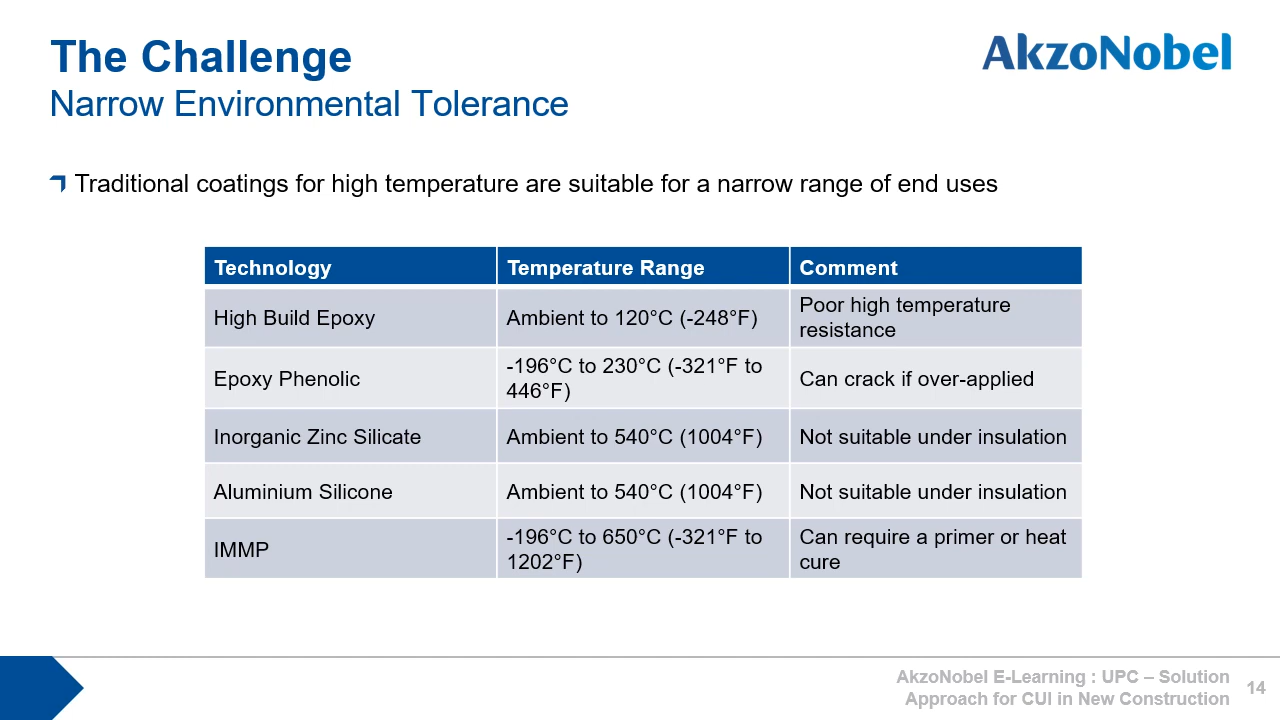 The Challenge
AkzoNobel
Narrow Environmental Tolerance
Traditional coatings for high temperature are suitable for a narrow range of end uses
Technology
Temperature Range
Comment
High Build Epoxy
Ambient to 120°C (-248°F)
Poor high temperature
resistance
Epoxy Phenolic
-196°C to 230°C (-321°F to
446°F)
Can crack if over-applied
Inorganic Zinc Silicate
Ambient to 540°C (1004°F)
Not suitable under insulation
Aluminium Silicone
Ambient to 540°C (1004°F)
Not suitable under insulation
IMMP
-196°C to 650°C (-321°F to
1202°F)
Can require a primer or heat
cure
AkzoNobel E-Learning : UPC – Solution
Approach for CUI in New Construction
14